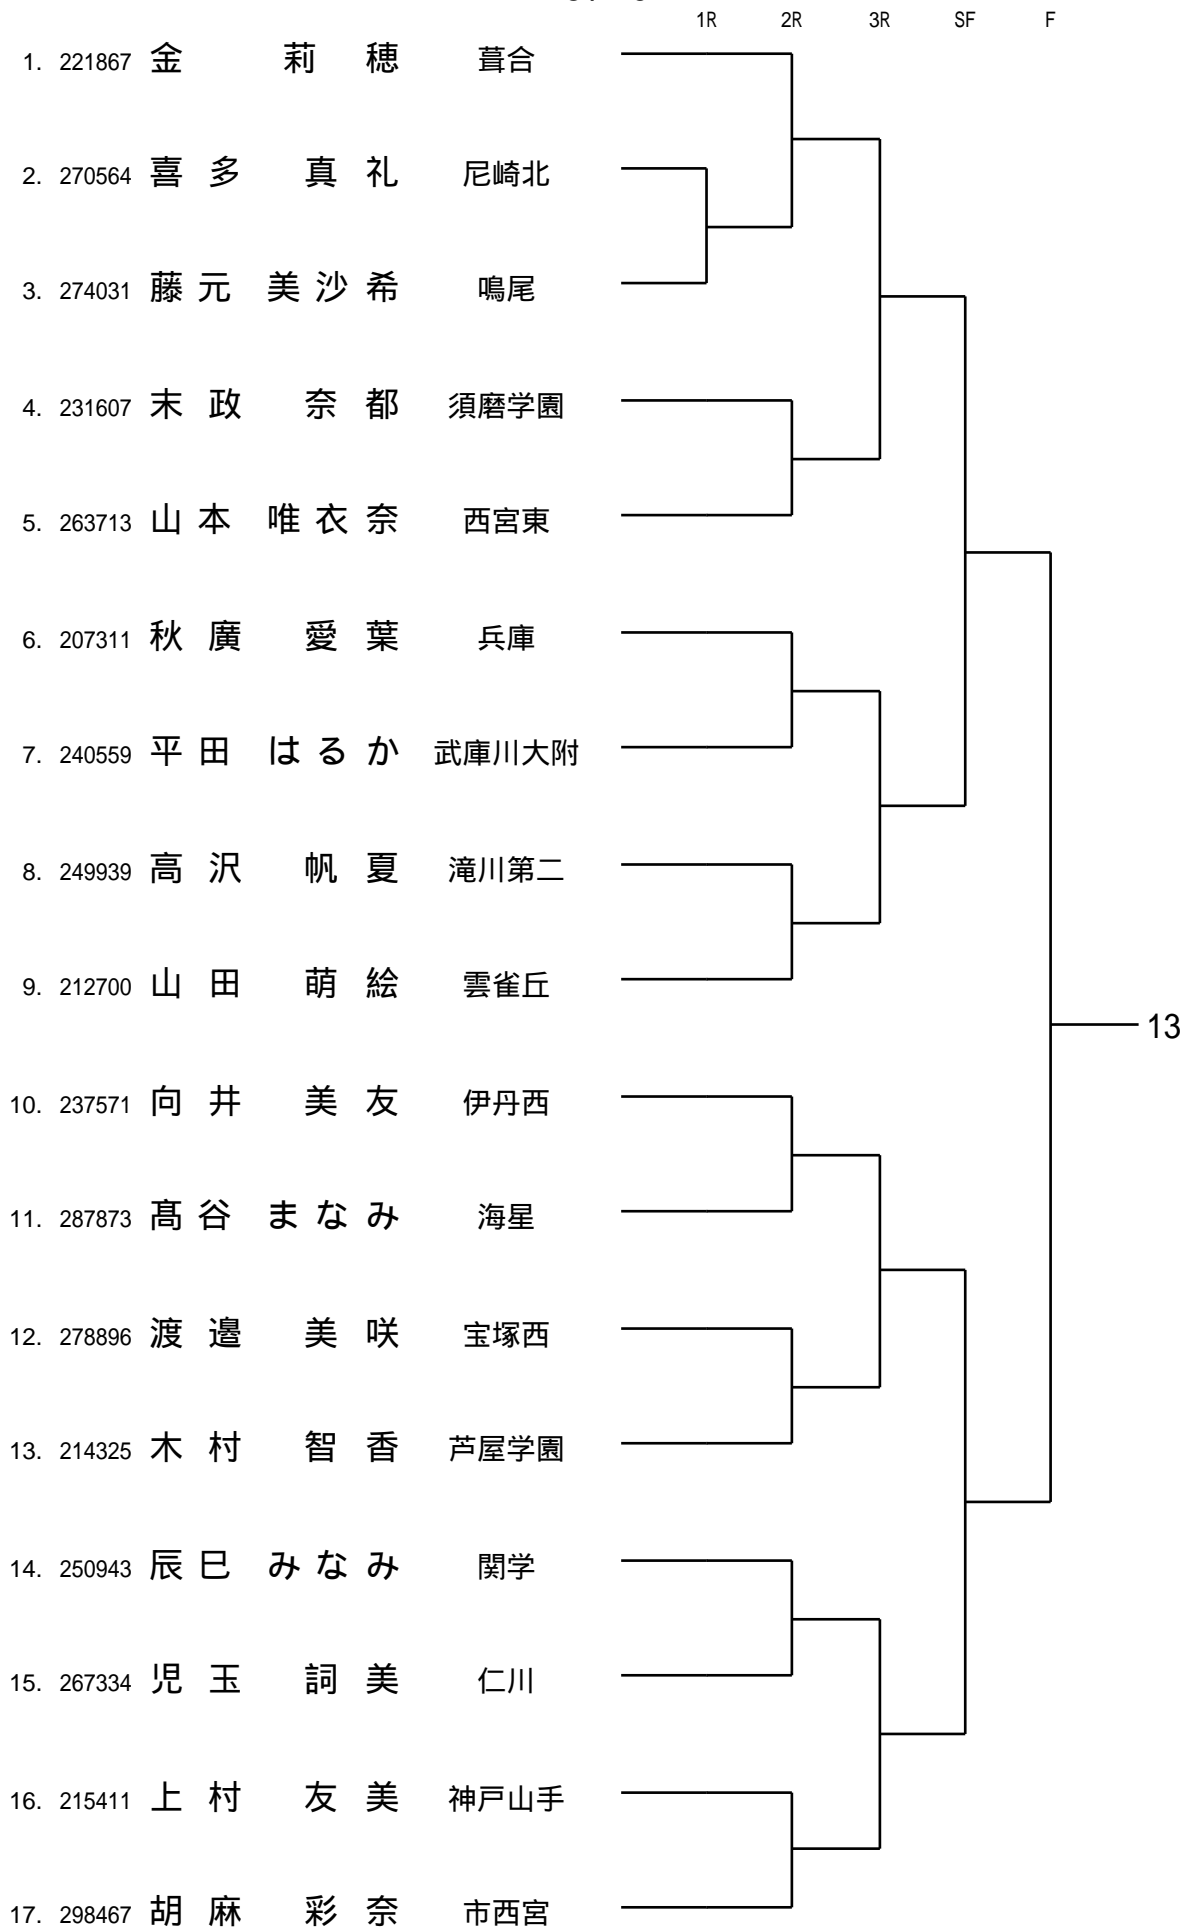 1R 2R 3R SF F
1. 221867 金 莉 穂 葺合
2. 270564 喜 多 真 礼 尼崎北
3. 274031 藤 元 美 沙 希 鳴尾
4. 231607 末 政 奈 都 須磨学園
5. 263713 山 本 唯 衣 奈 西宮東
6. 207311 秋 廣 愛 葉 兵庫
7. 240559 平 田 は る か 武庫川大附
8. 249939 高 沢 帆 夏 滝川第二
9. 212700 山 田 萌 絵 雲雀丘
13
10. 237571 向 井 美 友 伊丹西
11. 287873 髙 谷 ま な み 海星
12. 278896 渡 邉 美 咲 宝塚西
13. 214325 木 村 智 香 芦屋学園
14. 250943 辰 巳 み な み 関学
15. 267334 児 玉 詞 美 仁川
16. 215411 上 村 友 美 神戸山手
17. 298467 胡 麻 彩 奈 市西宮